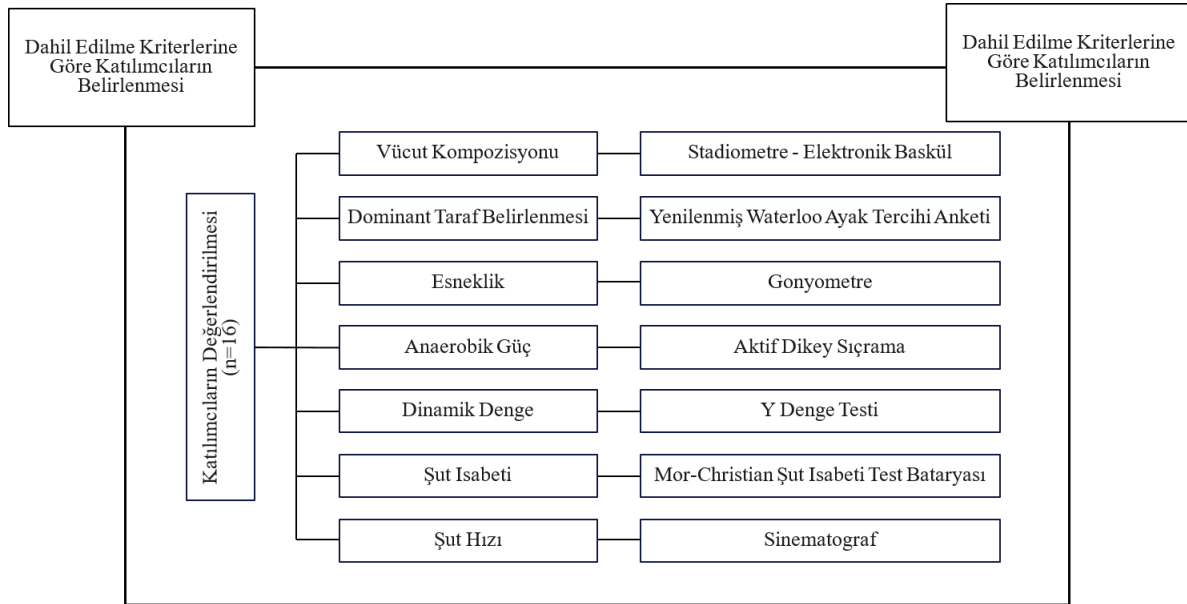 Dahil Edilme Kriterlerine
Göre Katılımcıların
Belirlenmesi
Dahil Edilme Kriterlerine
Göre Katılımcıların
Belirlenmesi
Katılımcıların Değerlendirilmesi
(n=16)
Vücut Kompozisyonu
Stadiometre - Elektronik Baskül
Dominant Taraf Belirlenmesi
Yenilenmiş Waterloo Ayak Tercihi Anketi
Esneklik
Gonyometre
Anaerobik Güç
Aktif Dikey Sıçrama
Dinamik Denge
Y Denge Testi
Şut Isabeti
Mor-Christian Şut Isabeti Test Bataryası
Şut Hızı
Sinematograf